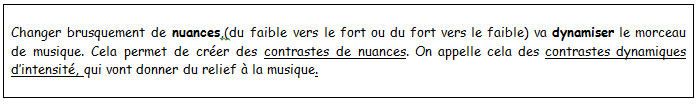 Changer brusquement de nuances,(du faible vers le fort ou du fort vers le faible) va dynamiser le morceau
de musique. Cela permet de créer des contrastes de nuances. On appelle cela des contrastes dynamiques
d'intensité, qui vont donner du relief à la musique.